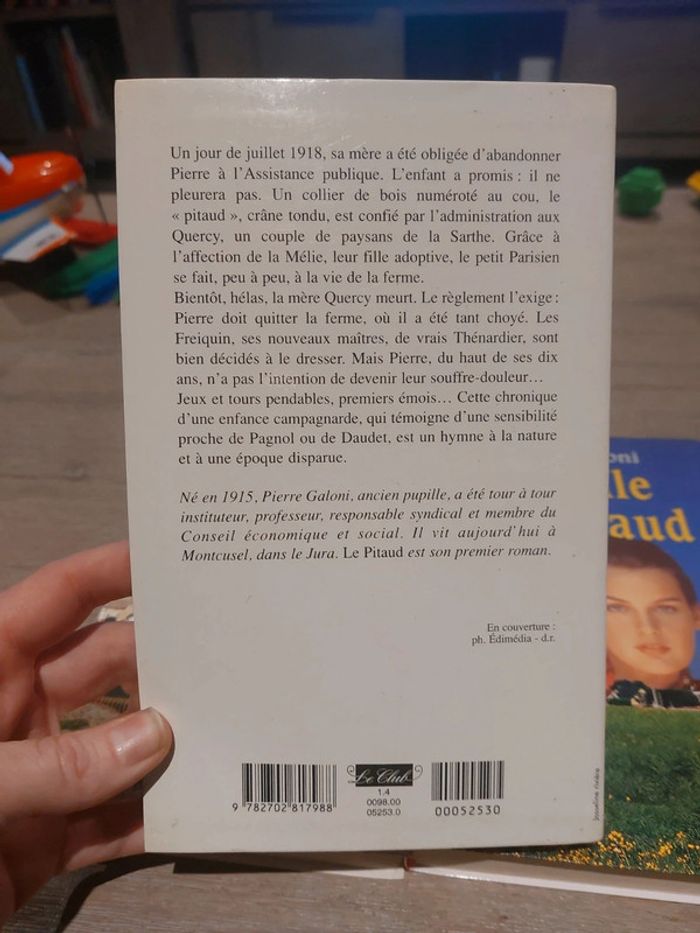 Un jour de juillet 1918, sa mère a été obligée d'abandonner
Pierre à l'Assistance publique. L'enfant a promis : il ne
pleurera pas. Un collier de bois numéroté au cou, le
« pitaud », crâne tondu, est confié par l'administration aux
Quercy, un couple de paysans de la Sarthe. Grâce à
l'affection de la Mélie, leur fille adoptive, le petit Parisien
se fait, peu à peu, à la vie de la ferme.
Bientôt, hélas, la mère Quercy meurt. Le règlement l'exige :
Pierre doit quitter la ferme, où il a été tant choyé. Les
Freiquin, ses nouveaux maîtres, de vrais Thénardier, sont
bien décidés à le dresser. Mais Pierre, du haut de ses dix
ans, n'a pas l'intention de devenir leur souffre-douleur...
Jeux et tours pendables, premiers émois... Cette chronique
d'une enfance campagnarde, qui témoigne d'une sensibilité
proche de Pagnol ou de Daudet, est un hymne à la nature
et à une époque disparue.
Né en 1915, Pierre Galoni, ancien pupille, a été tour à tour
instituteur, professeur, responsable syndical et membre du
Conseil économique et social. Il vit aujourd'hui à
Montcusel, dans le Jura. Le Pitaud est son premier roman.
En couverture :
ph. Édimédia - d.r.
Le Club
1.4
0098.00
05253.0
9 782702 817988
00052530
josseline rivière
oni
lle
aud